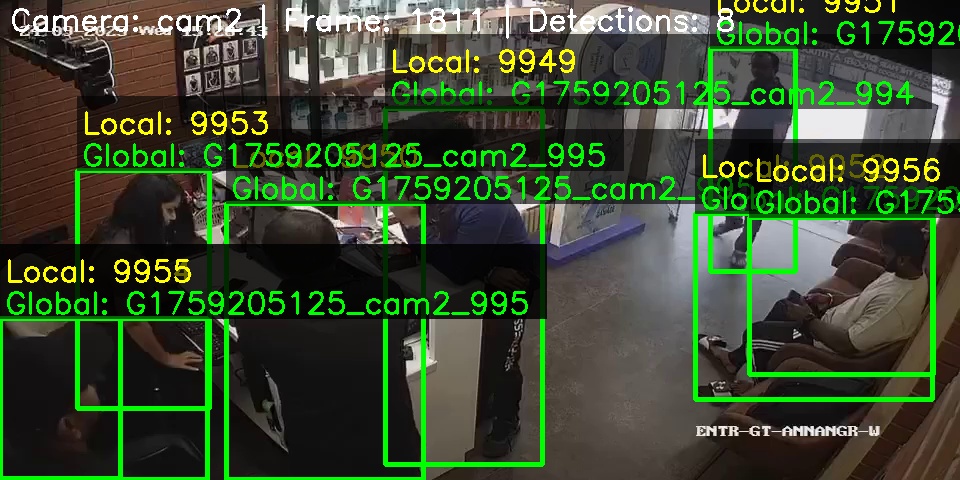 Camera: cam2 | Frame: 1811 | Detections: 8
Local: 9951
Global: G175920
Local: 9949
Global: G1759205125_cam2_994
Local: 9953
Global: G1759205125_cam2_995
Global: G1759205125_cam2_
Local: 9956
Global: G175
Local: 9955
Global: G1759205125_cam2_995
ENTR-GT-ANNANGR-W